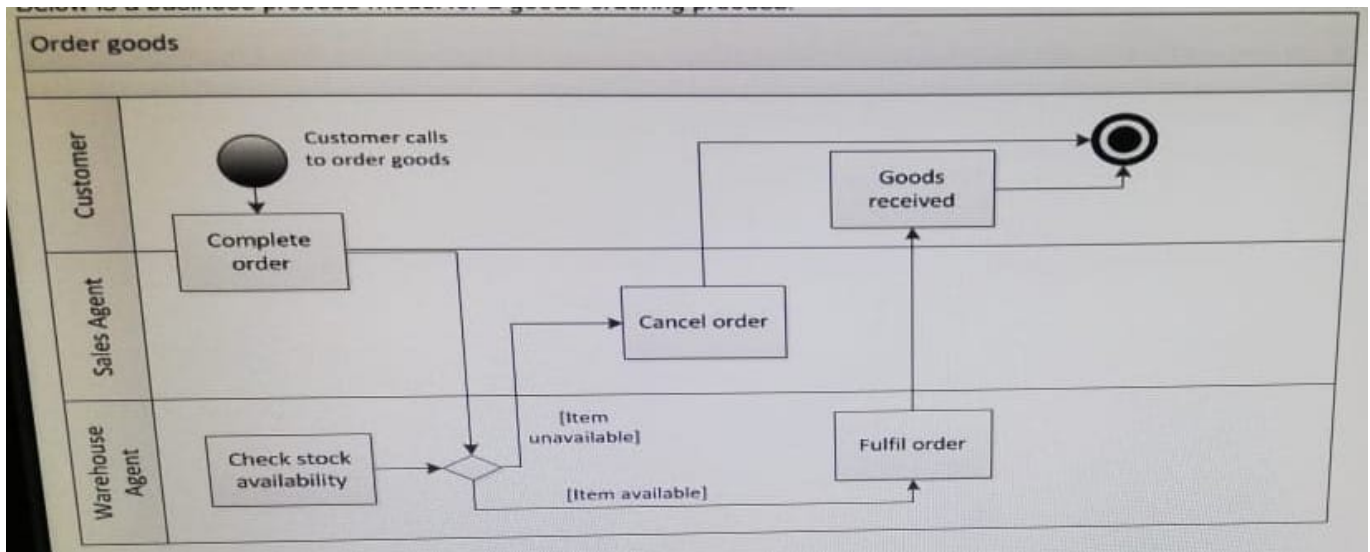 Order goods
Customer
Customer calls
to order goods
Complete
order
Goods
received
Sales Agent
Cancel order
Warehouse
Agent
Check stock
availability
[Item
unavailable]
[Item available]
Fulfil order